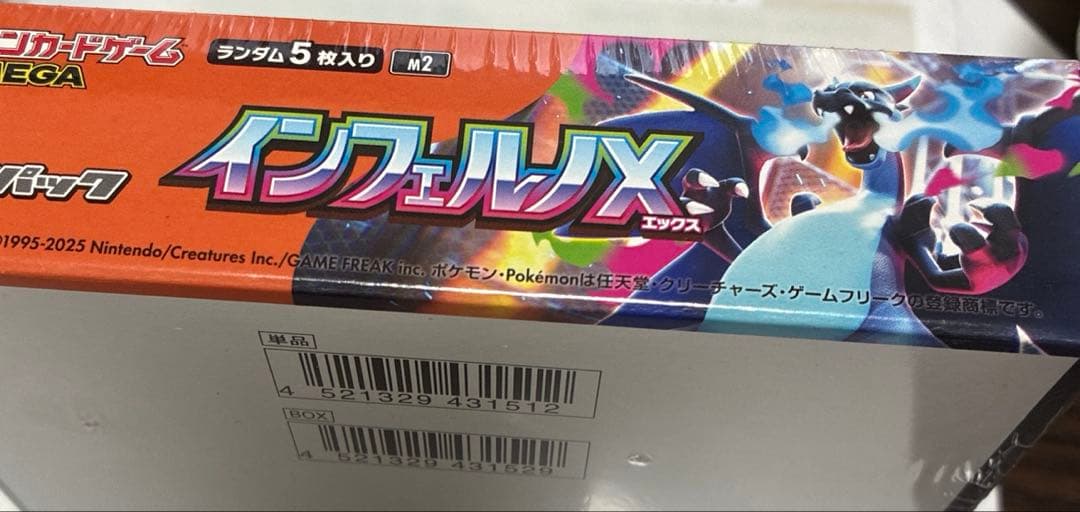 ンカードゲーム
MEGA
ランダム5枚入り M2
パック
インフェルノX
エックス
©1995-2025 Nintendo/Creatures Inc./GAME FREAK inc. ポケモン・Pokémonは任天堂・クリーチャーズ・ゲームフリークの登録商標です。
単品
4 521329 431512
BOX
4 521329 431529